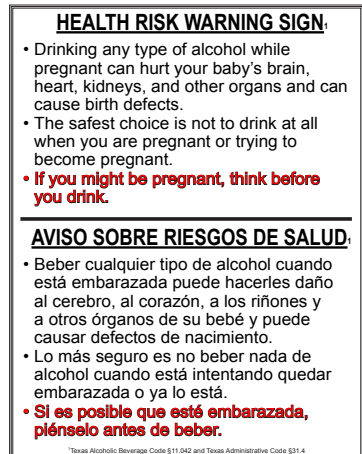 HEALTH RISK WARNING SIGN1
• Drinking any type of alcohol while
pregnant can hurt your baby's brain,
heart, kidneys, and other organs and can
cause birth defects.
• The safest choice is not to drink at all
when you are pregnant or trying to
become pregnant.
• If you might be pregnant, think before
you drink.
AVISO SOBRE RIESGOS DE SALUD1
• Beber cualquier tipo de alcohol cuando
está embarazada puede hacerles daño
al cerebro, al corazón, a los riñones y
a otros órganos de su bebé y puede
causar defectos de nacimiento.
• Lo más seguro es no beber nada de
alcohol cuando está intentando quedar
embarazada o ya lo está.
• Si es posible que esté embarazada,
piénselo antes de beber.
1Texas Alcoholic Beverage Code §11.042 and Texas Administrative Code §31.4